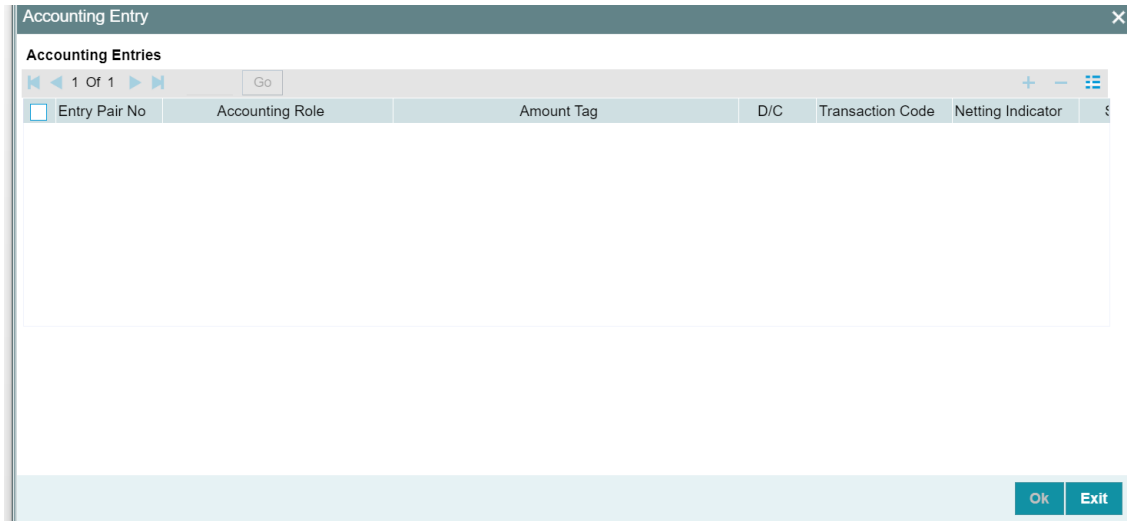 Accounting Entry
Accounting Entries
1 Of 1 Go
Entry Pair No Accounting Role Amount Tag D/C Transaction Code Netting Indicator
Ok Exit